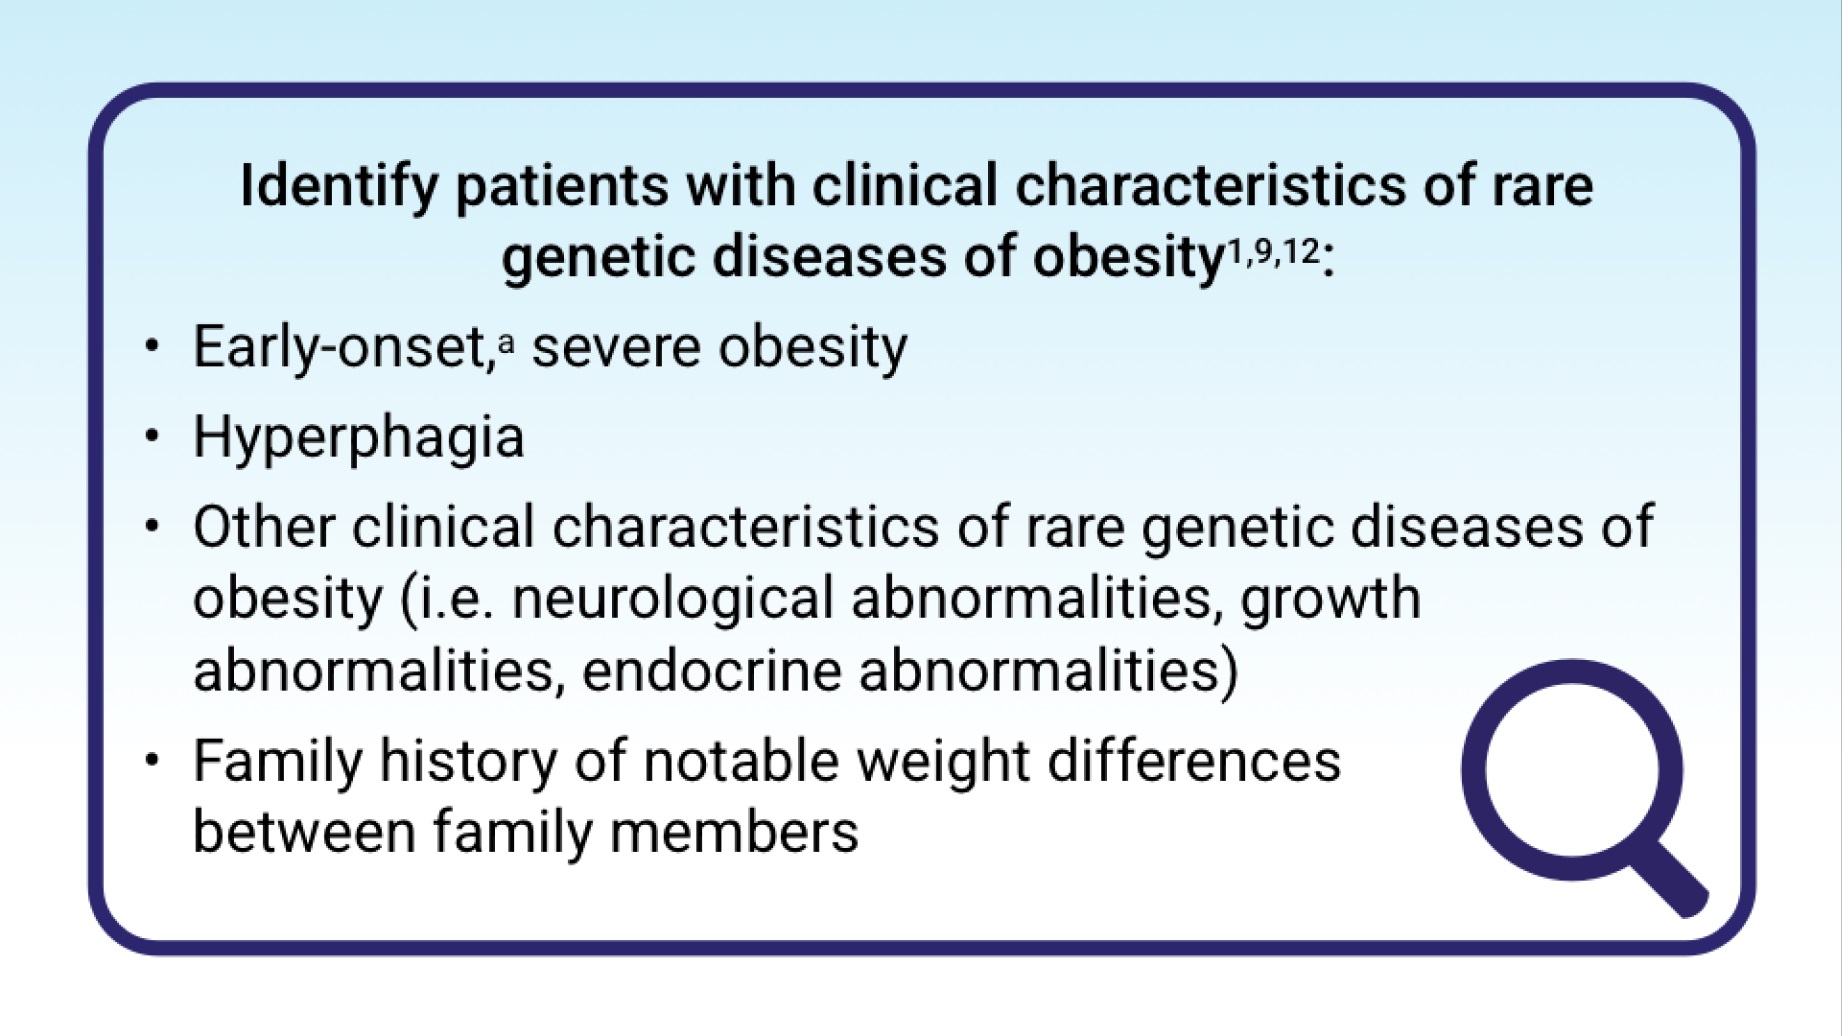 Identify patients with clinical characteristics of rare
genetic diseases of obesity¹,⁹,¹²:
• Early-onset,ᵃ severe obesity
• Hyperphagia
• Other clinical characteristics of rare genetic diseases of
obesity (i.e. neurological abnormalities, growth
abnormalities, endocrine abnormalities)
• Family history of notable weight differences
between family members